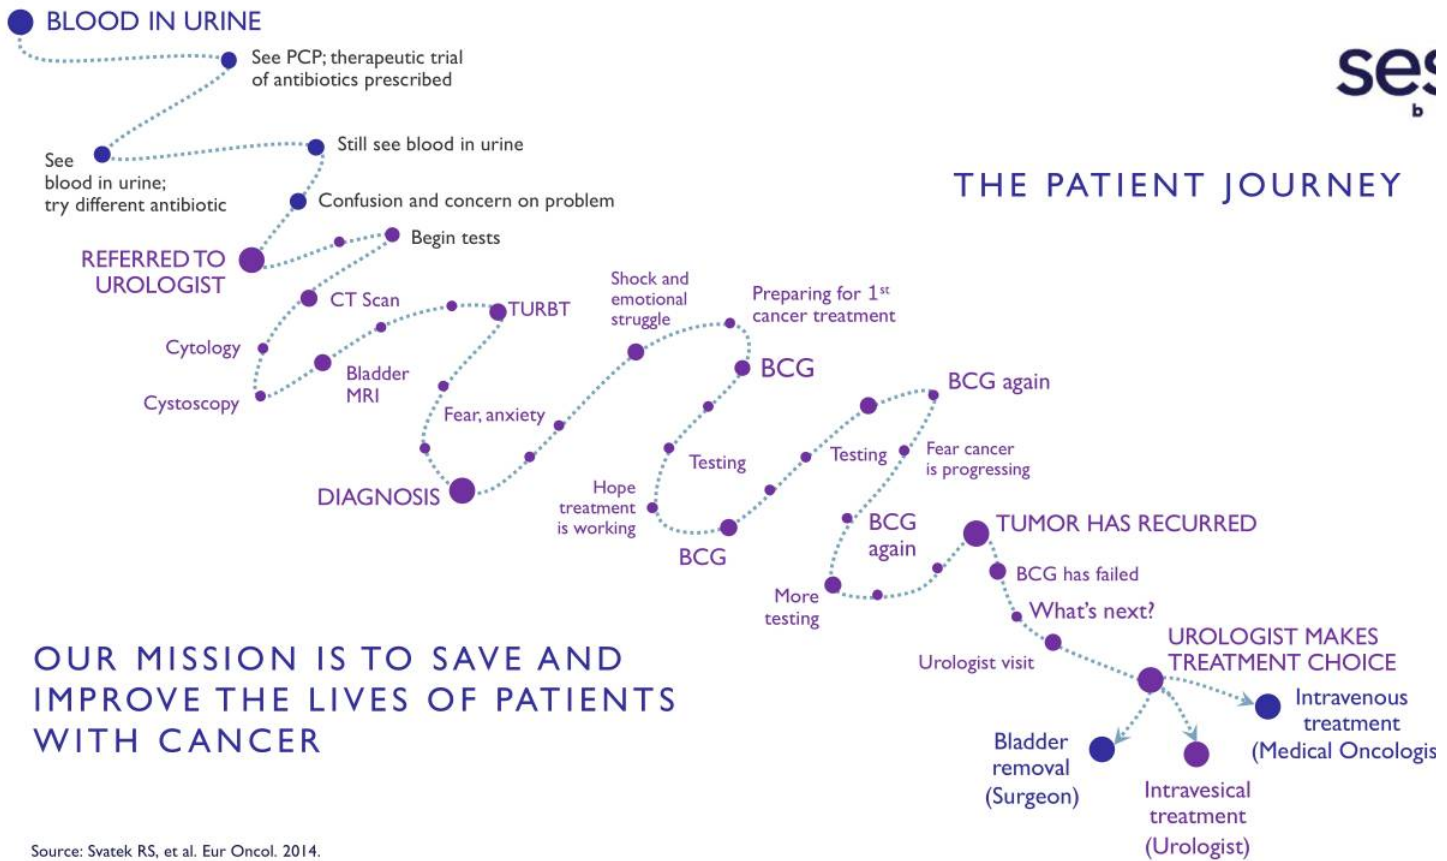 BLOOD IN URINE
See PCP; therapeutic trial
of antibiotics prescribed
ses
b
See
blood in urine;
try different antibiotic
Still see blood in urine
THE PATIENT JOURNEY
Confusion and concern on problem
Begin tests
REFERRED TO
UROLOGIST
CT Scan
TURBT
Cytology
Bladder
MRI
Cystoscopy
Fear, anxiety
DIAGNOSIS
Shock and
emotional
struggle
Preparing for 1st
cancer treatment
BCG
Testing
Hope
treatment
is working
BCG
Testing
BCG again
Fear cancer
is progressing
BCG
again
More
testing
TUMOR HAS RECURRED
BCG has failed
What's next?
Urologist visit
UROLOGIST MAKES
TREATMENT CHOICE
Intravenous
treatment
(Medical Oncologis
Bladder
removal
(Surgeon)
Intravesical
treatment
(Urologist)
OUR MISSION IS TO SAVE AND
IMPROVE THE LIVES OF PATIENTS
WITH CANCER
Source: Svatek RS, et al. Eur Oncol. 2014.